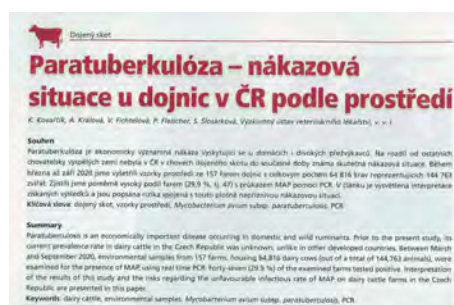 Dojený skot
Paratuberkulóza – nákazová
situace u dojnic v ČR podle prostředí
K. Kovařčík, A. Králová, V. Fichtelová, P. Fleischer, S. Slosárková, Výzkumný ústav veterinárního lékařství, v. v. i.
Souhrn
Paratuberkulóza je ekonomicky významná nákaza vyskytující se u domácích i divokých přežvýkavců. Na rozdíl od ostatních
chovatelsky vyspělých zemí nebyla v ČR v chovech dojeného skotu do současné doby známa skutečná nákazová situace. Během
března až září 2020 jsme vyšetřili vzorky prostředí ze 157 farem dojnic s celkovým počtem 64 816 krav reprezentujících 144 763
zvířat. Zjistili jsme poměrně vysoký podíl farem (29,9 %, tj. 47) s průkazem MAP pomocí PCR. V článku je vysvětlena interpretace
získaných výsledků a jsou popsána rizika spojená s touto plošně nepříznivou nákazovou situací.
Klíčová slova: dojený skot, vzorky prostředí, Mycobacterium avium subsp. paratuberculosis, PCR
Summary
Paratuberculosis is an economically important disease occurring in domestic and wild ruminants. Prior to the present study, its
current prevalence rate in dairy cattle in the Czech Republic was unknown, unlike in other developed countries. Between March
and September 2020, environmental samples from 157 farms, housing 64,816 dairy cows (out of a total of 144,763 animals), were
examined for the presence of MAP using real time PCR. Forty-seven (29.9 %) of the examined farms tested positive. Interpretation
of the results of this study and the risks regarding the unfavourable infectious rate of MAP on dairy cattle farms in the Czech
Republic are presented in this paper.
Keywords: dairy cattle, environmental samples, Mycobacterium avium subsp. paratuberculosis, PCR